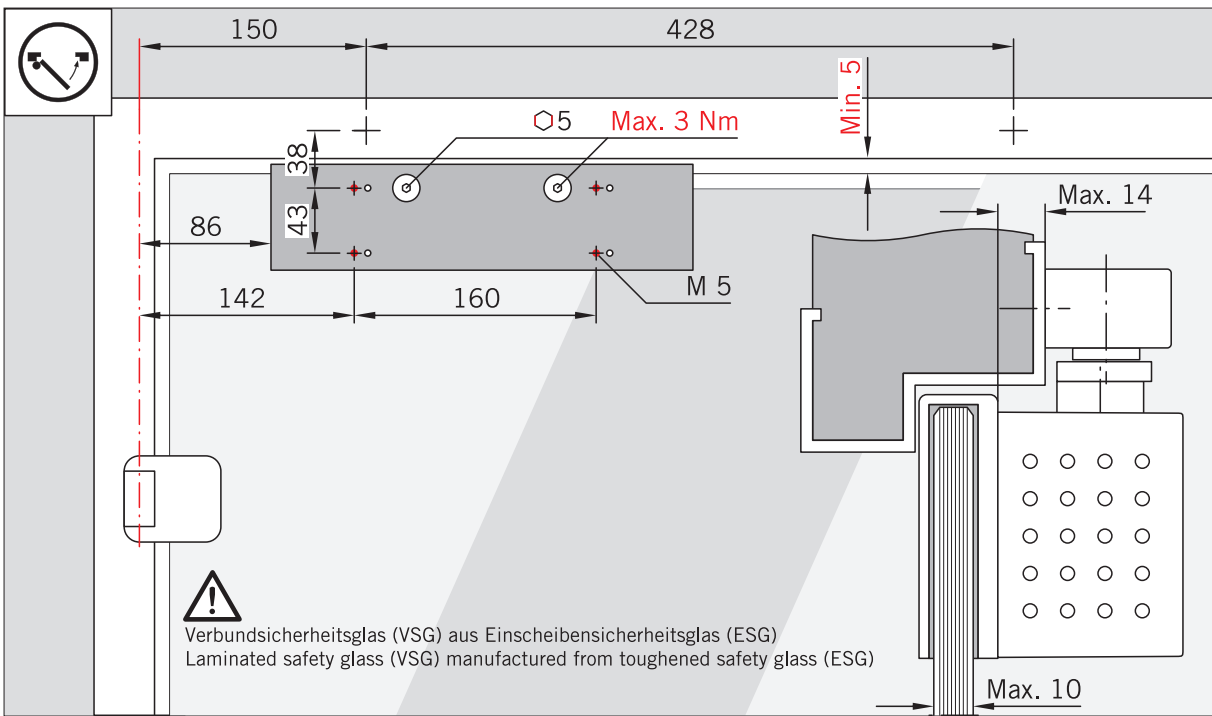 150
428
Min. 5
5
Max. 3 Nm
38
43
86
Max. 14
M 5
142
160
!
Verbundsicherheitsglas (VSG) aus Einscheibensicherheitsglas (ESG)
Laminated safety glass (VSG) manufactured from toughened safety glass (ESG)
Max. 10